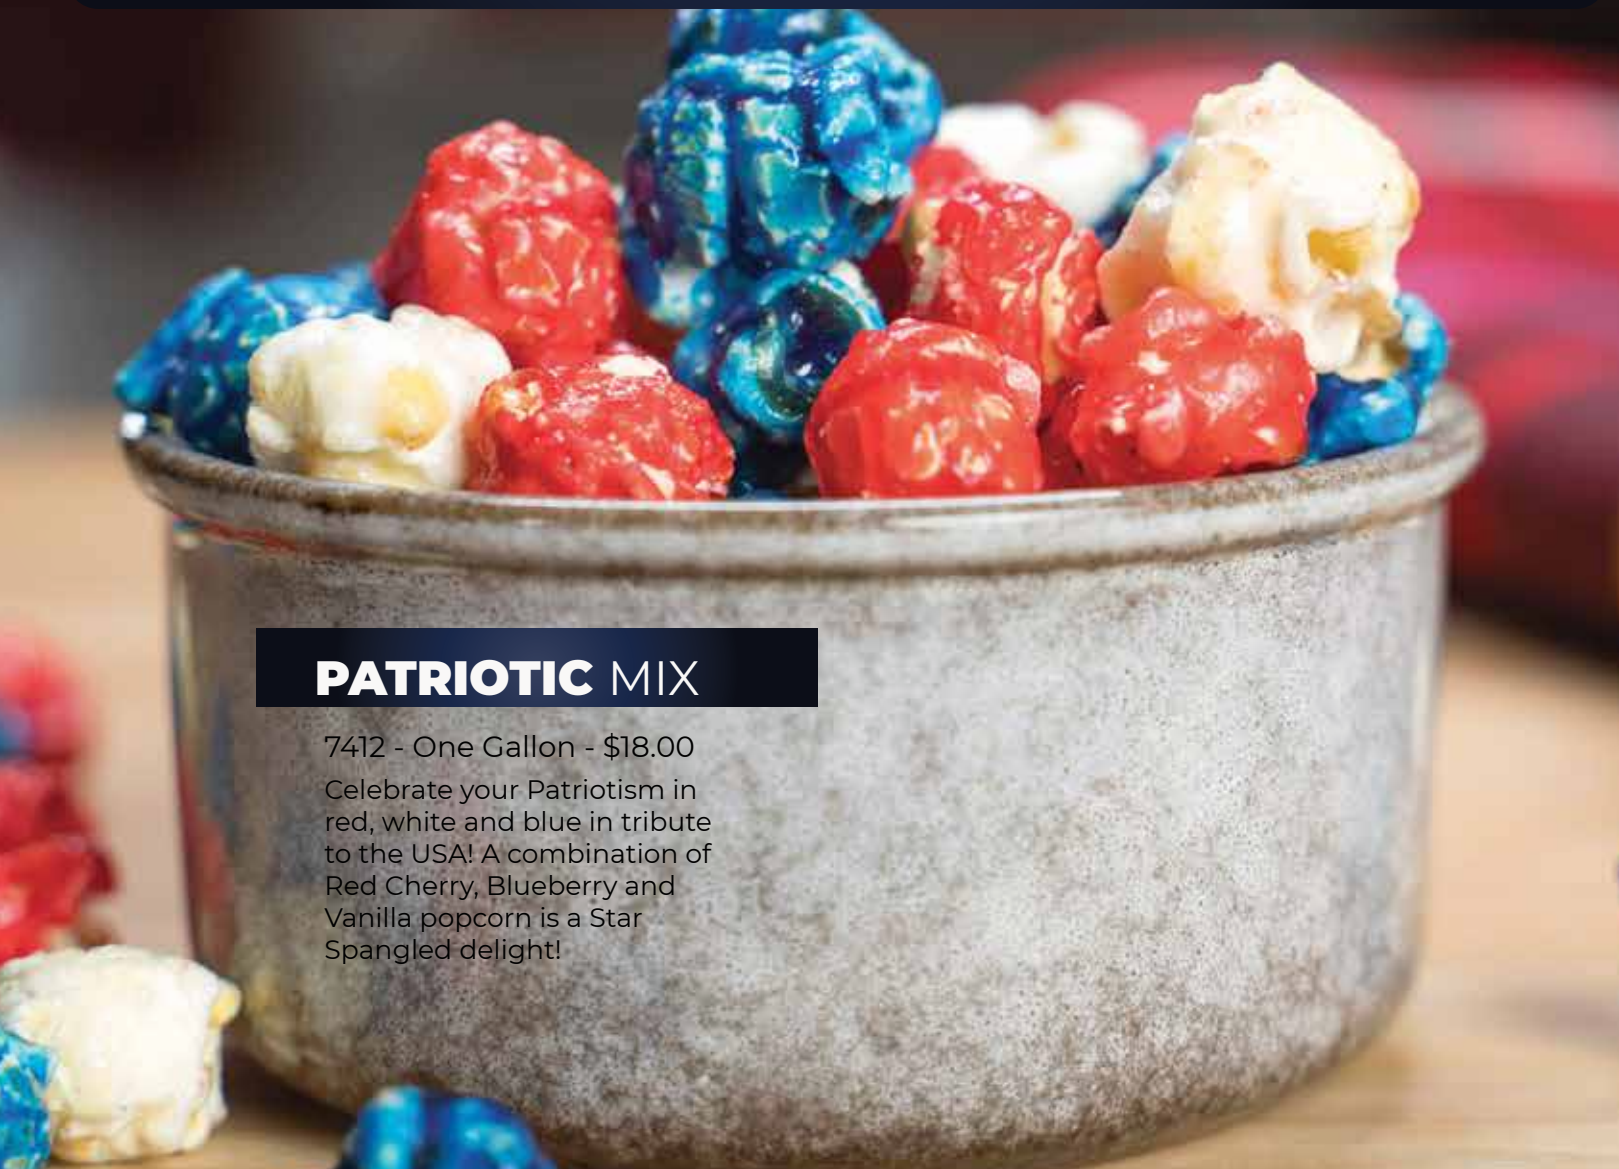 PATRIOTIC MIX
7412 - One Gallon - $18.00
Celebrate your Patriotism in
red, white and blue in tribute
to the USA! A combination of
Red Cherry, Blueberry and
Vanilla popcorn is a Star
Spangled delight!